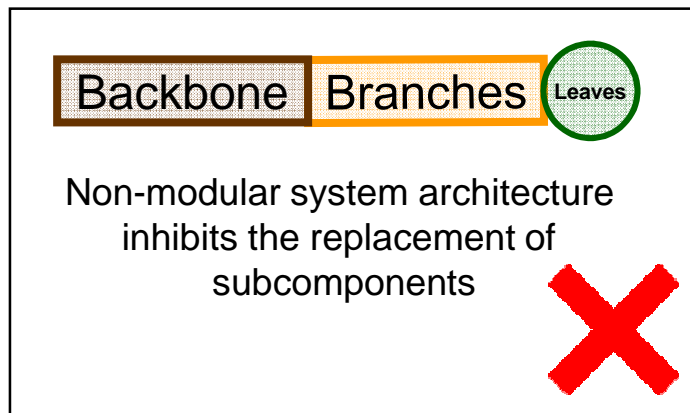 Backbone Branches Leaves
Non-modular system architecture
inhibits the replacement of
subcomponents